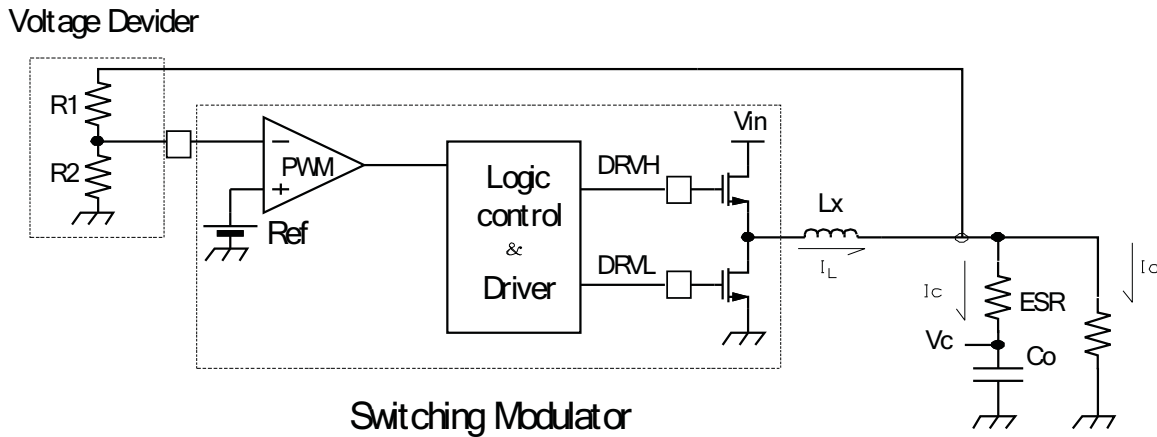 Voltage Devider
R1
R2
−
PWM
+
Ref
Logic
control
&
Driver
DRVH
DRVL
Vin
Lx
I_L
Ic
ESR
Vc
Co
Io
Switching Modulator